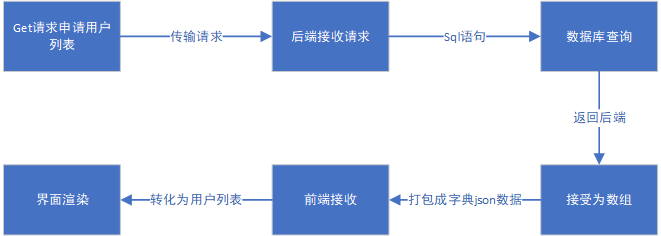 Get请求申请用户
列表
传输请求
后端接收请求
Sql语句
数据库查询
返回后端
接受为数组
打包成字典json数据
前端接收
转化为用户列表
界面渲染